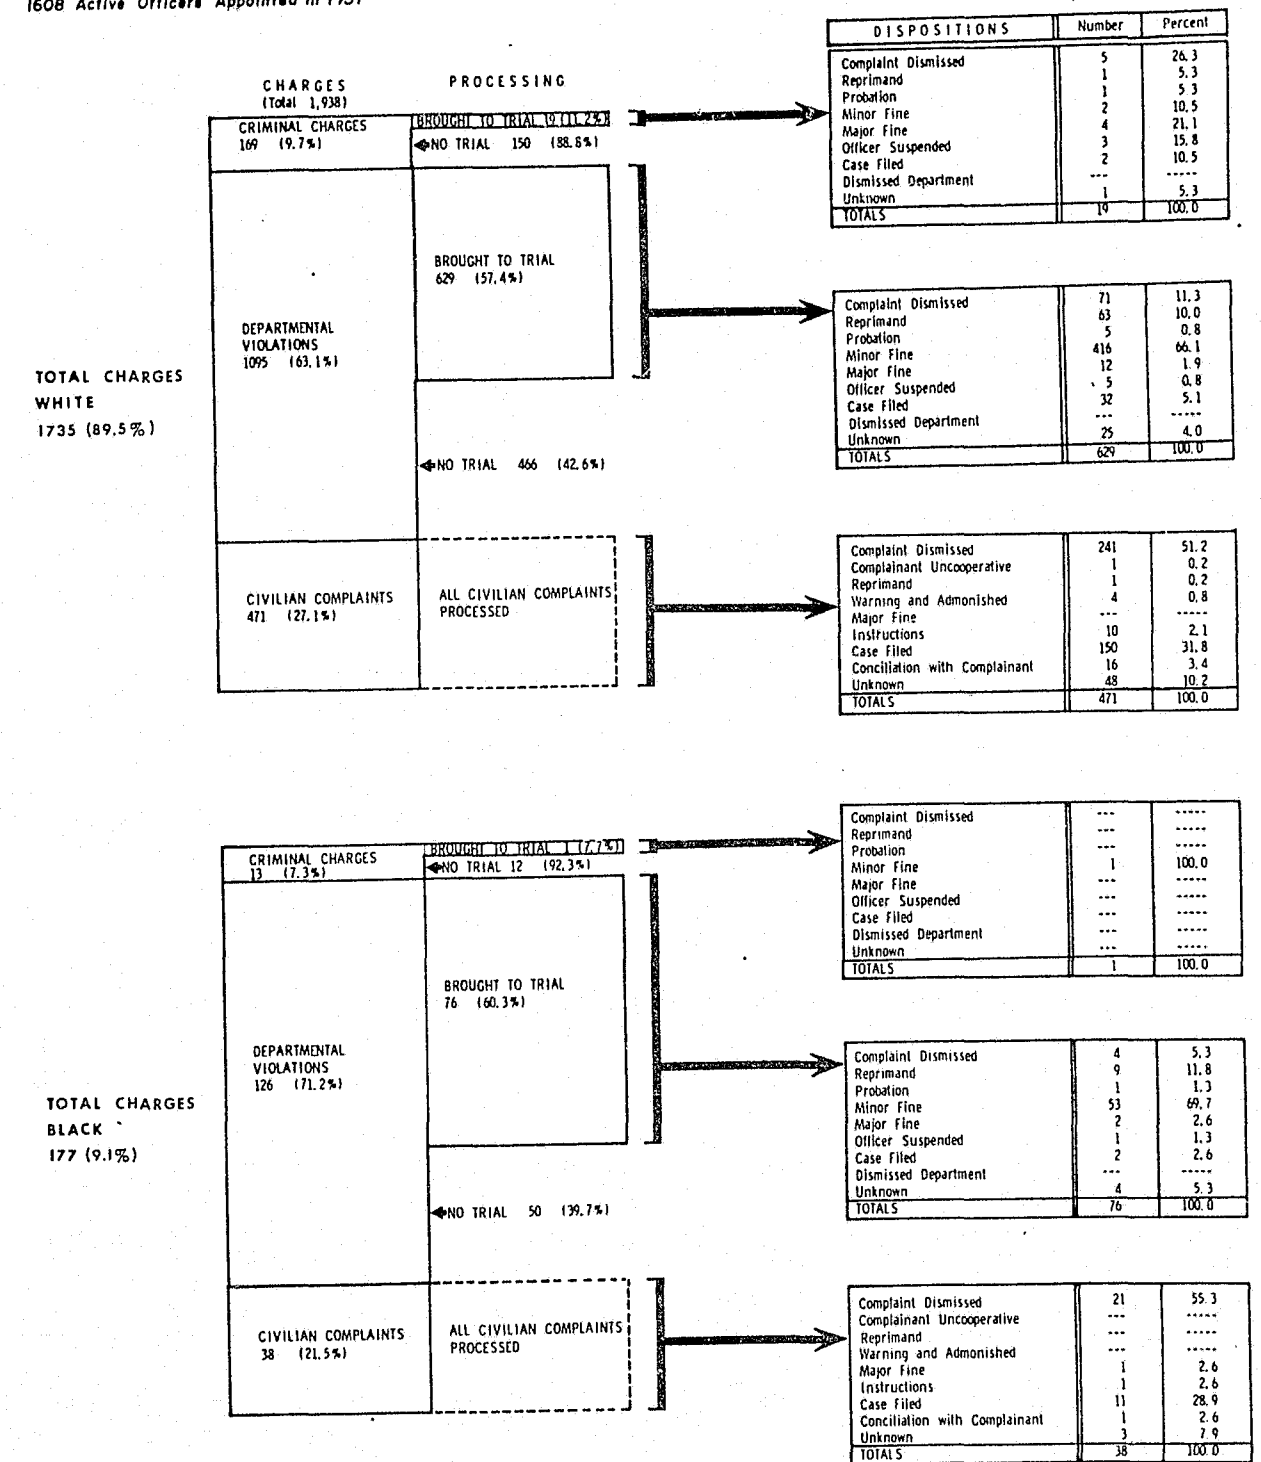 1608 Active Officers Appointed in 1957
CHARGES
(Total 1,938)
PROCESSING
DISPOSITIONS Number Percent
CRIMINAL CHARGES
169 (9.7%)
BROUGHT TO TRIAL 19 (11.2%)
NO TRIAL 150 (88.8%)
Complaint Dismissed 5 26.3
Reprimand 1 5.3
Probation 1 5.3
Minor Fine 2 10.5
Major Fine 4 21.1
Officer Suspended 3 15.8
Case Filed 2 10.5
Dismissed Department --- -----
Unknown 1 5.3
TOTALS 19 100.0
TOTAL CHARGES
WHITE
1735 (89.5%)
DEPARTMENTAL
VIOLATIONS
1095 (63.1%)
BROUGHT TO TRIAL
629 (57.4%)
NO TRIAL 466 (42.6%)
Complaint Dismissed 71 11.3
Reprimand 63 10.0
Probation 5 0.8
Minor Fine 416 66.1
Major Fine 12 1.9
Officer Suspended 5 0.8
Case Filed 32 5.1
Dismissed Department --- -----
Unknown 25 4.0
TOTALS 629 100.0
CIVILIAN COMPLAINTS
471 (27.1%)
ALL CIVILIAN COMPLAINTS
PROCESSED
Complaint Dismissed 241 51.2
Complainant Uncooperative 1 0.2
Reprimand 1 0.2
Warning and Admonished 4 0.8
Major Fine --- -----
Instructions 10 2.1
Case Filed 150 31.8
Conciliation with Complainant 16 3.4
Unknown 48 10.2
TOTALS 471 100.0
CRIMINAL CHARGES
13 (7.3%)
BROUGHT TO TRIAL 1 (7.7%)
NO TRIAL 12 (92.3%)
Complaint Dismissed --- -----
Reprimand --- -----
Probation --- -----
Minor Fine 1 100.0
Major Fine --- -----
Officer Suspended --- -----
Case Filed --- -----
Dismissed Department --- -----
Unknown --- -----
TOTALS 1 100.0
TOTAL CHARGES
BLACK
177 (9.1%)
DEPARTMENTAL
VIOLATIONS
126 (71.2%)
BROUGHT TO TRIAL
76 (60.3%)
NO TRIAL 50 (39.7%)
Complaint Dismissed 4 5.3
Reprimand 9 11.8
Probation 1 1.3
Minor Fine 53 69.7
Major Fine 2 2.6
Officer Suspended 1 1.3
Case Filed 2 2.6
Dismissed Department --- -----
Unknown 4 5.3
TOTALS 76 100.0
CIVILIAN COMPLAINTS
38 (21.5%)
ALL CIVILIAN COMPLAINTS
PROCESSED
Complaint Dismissed 21 55.3
Complainant Uncooperative --- -----
Reprimand --- -----
Warning and Admonished --- -----
Major Fine 1 2.6
Instructions 1 2.6
Case Filed 11 28.9
Conciliation with Complainant 1 2.6
Unknown 3 7.9
TOTALS 38 100.0